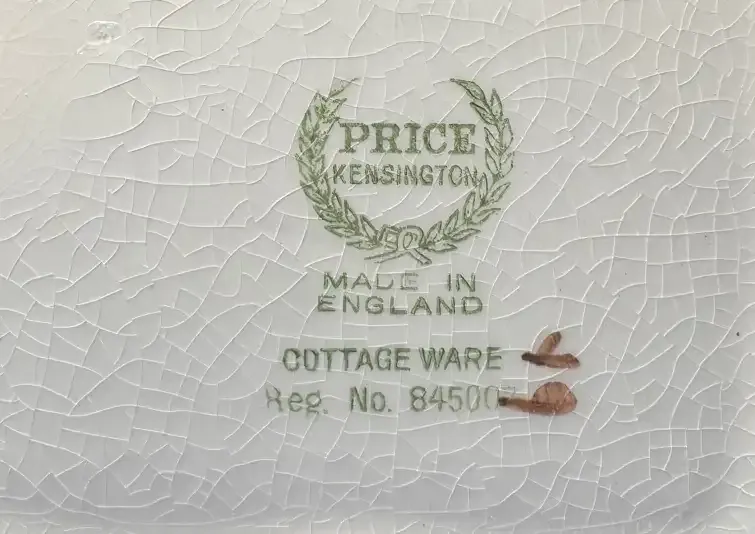 PRICE
KENSINGTON
MADE IN
ENGLAND
COTTAGE WARE
Reg. No. 84500